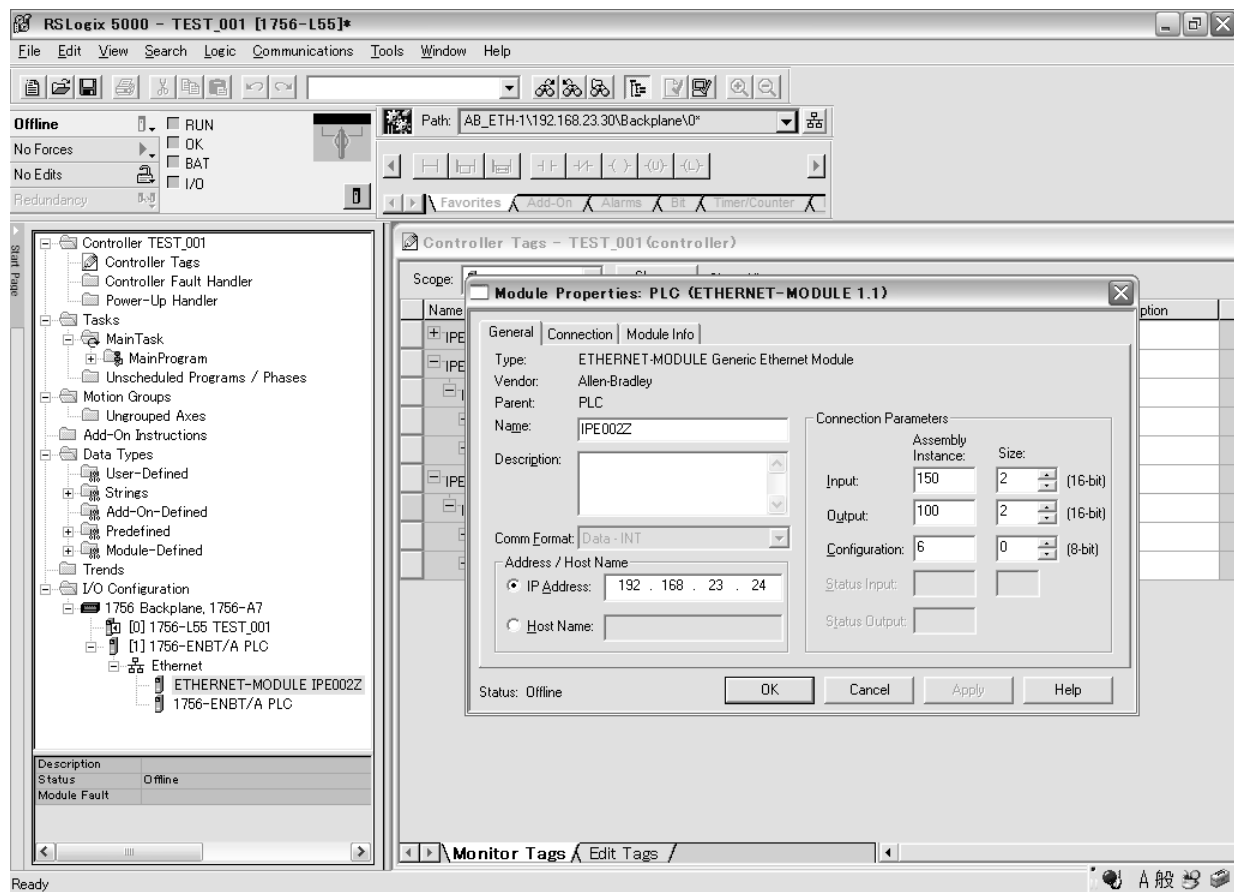 RSLogix 5000 - TEST_001 [1756-L55]*
File Edit View Search Logic Communications Tools Window Help
Offline
RUN
No Forces
OK
No Edits
BAT
Redundancy
I/O
Path: AB_ETH-1\192.168.23.30\Backplane\0*
Favorites Add-On Alarms Bit Timer/Counter
Start Page
Controller TEST_001
Controller Tags
Controller Fault Handler
Power-Up Handler
Tasks
MainTask
MainProgram
Unscheduled Programs / Phases
Motion Groups
Ungrouped Axes
Add-On Instructions
Data Types
User-Defined
Strings
Add-On-Defined
Predefined
Module-Defined
Trends
I/O Configuration
1756 Backplane, 1756-A7
[0] 1756-L55 TEST_001
[1] 1756-ENBT/A PLC
Ethernet
ETHERNET-MODULE IPE002Z
1756-ENBT/A PLC
Description
Status Offline
Module Fault
Controller Tags - TEST_001(controller)
Scope:
Name
IPE
IPE
IPE
ption
Module Properties: PLC (ETHERNET-MODULE 1.1)
General Connection Module Info
Type: ETHERNET-MODULE Generic Ethernet Module
Vendor: Allen-Bradley
Parent: PLC
Name: IPE002Z
Description:
Comm Format: Data - INT
Address / Host Name
IP Address: 192 . 168 . 23 . 24
Host Name:
Connection Parameters
Assembly Instance: Size:
Input: 150 2 (16-bit)
Output: 100 2 (16-bit)
Configuration: 6 0 (8-bit)
Status Input:
Status Output:
Status: Offline
OK Cancel Apply Help
Monitor Tags Edit Tags
Ready
A 般